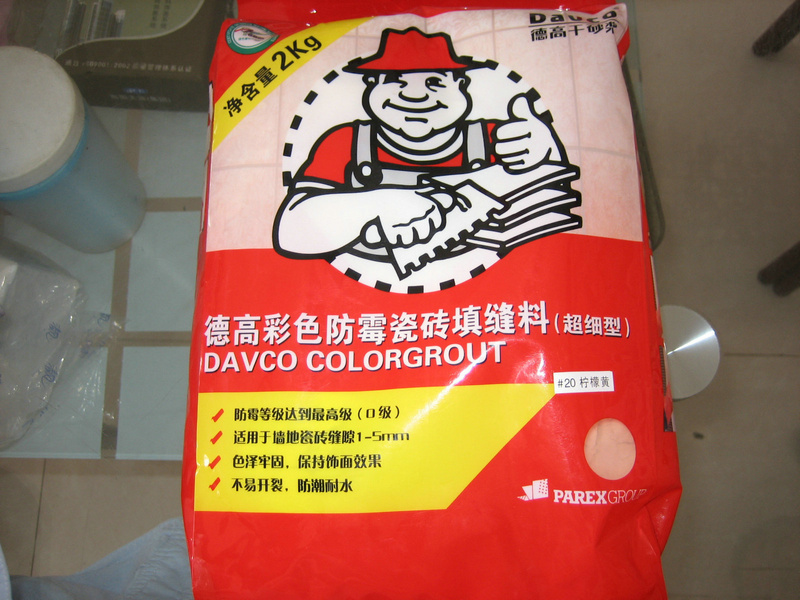 Davco
德高干砂浆
净含量 2Kg
德高彩色防霉瓷砖填缝料(超细型)
DAVCO COLORGROUT
#20 柠檬黄
防霉等级达到最高级(0级)
适用于墙地瓷砖缝隙1-5mm
色泽牢固,保持饰面效果
不易开裂,防潮耐水
PAREXGROUP